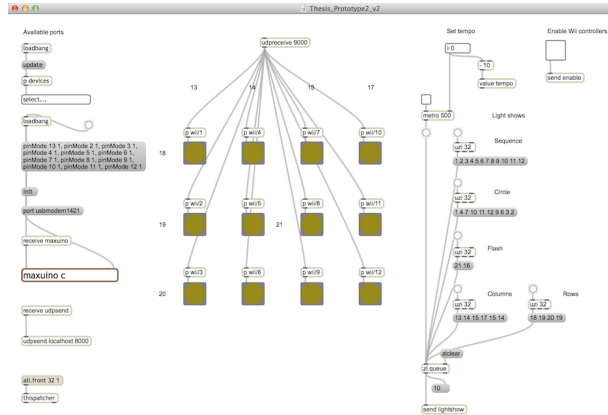 Thesis_Prototype2_v2
Available ports
loadbang
update
p devices
select...
loadbang
pinMode 13 1, pinMode 2 1, pinMode 3 1,
pinMode 4 1, pinMode 5 1, pinMode 6 1,
pinMode 7 1, pinMode 8 1, pinMode 9 1,
pinMode 10 1, pinMode 11 1, pinMode 12 1
init
port usbmodem1421
receive maxuino
maxuino c
receive udpsend
udpsend localhost 8000
all.front 32 1
thispatcher
udpreceive 9000
13
14
15
17
p wii/1
p wii/4
p wii/7
p wii/10
18
p wii/2
p wii/5
p wii/8
p wii/11
19
21
p wii/3
p wii/6
p wii/9
p wii/12
20
Set tempo
0
- 10
value tempo
metro 500
Light shows
Sequence
uzi 32
1 2 3 4 5 6 7 8 9 10 11 12
Circle
uzi 32
1 4 7 10 11 12 9 6 3 2
Flash
uzi 32
21 16
Columns
Rows
uzi 32
uzi 32
13 14 15 17 15 14
18 19 20 19
zlclear
zl.queue
10
send lightshow
Enable Wii controllers
send enable